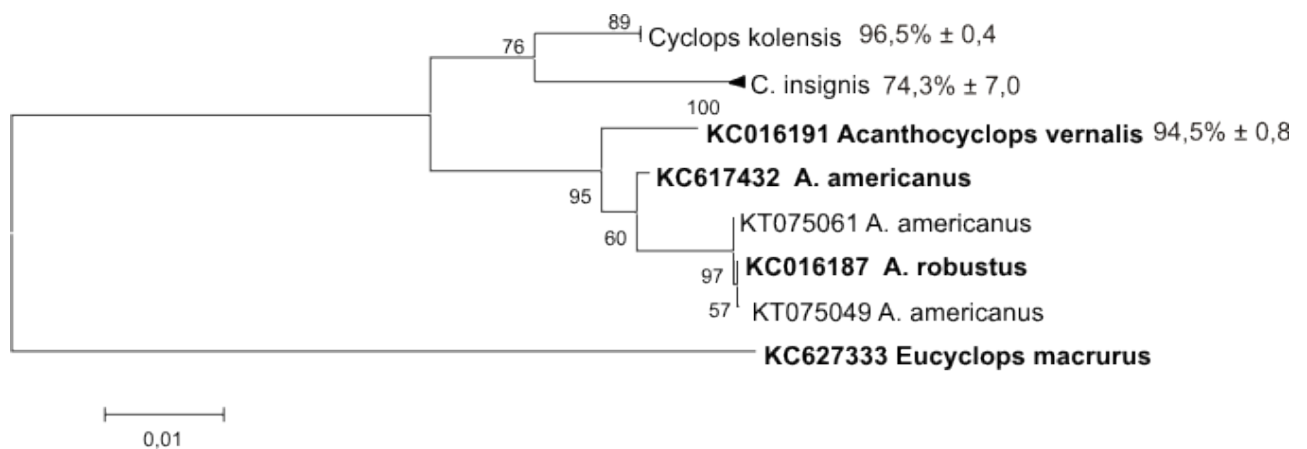 89
Cyclops kolensis 96,5% ± 0,4
76
C. insignis 74,3% ± 7,0
100
KC016191 Acanthocyclops vernalis 94,5% ± 0,8
KC617432 A. americanus
95
KT075061 A. americanus
60
KC016187 A. robustus
97
57
KT075049 A. americanus
KC627333 Eucyclops macrurus
0,01